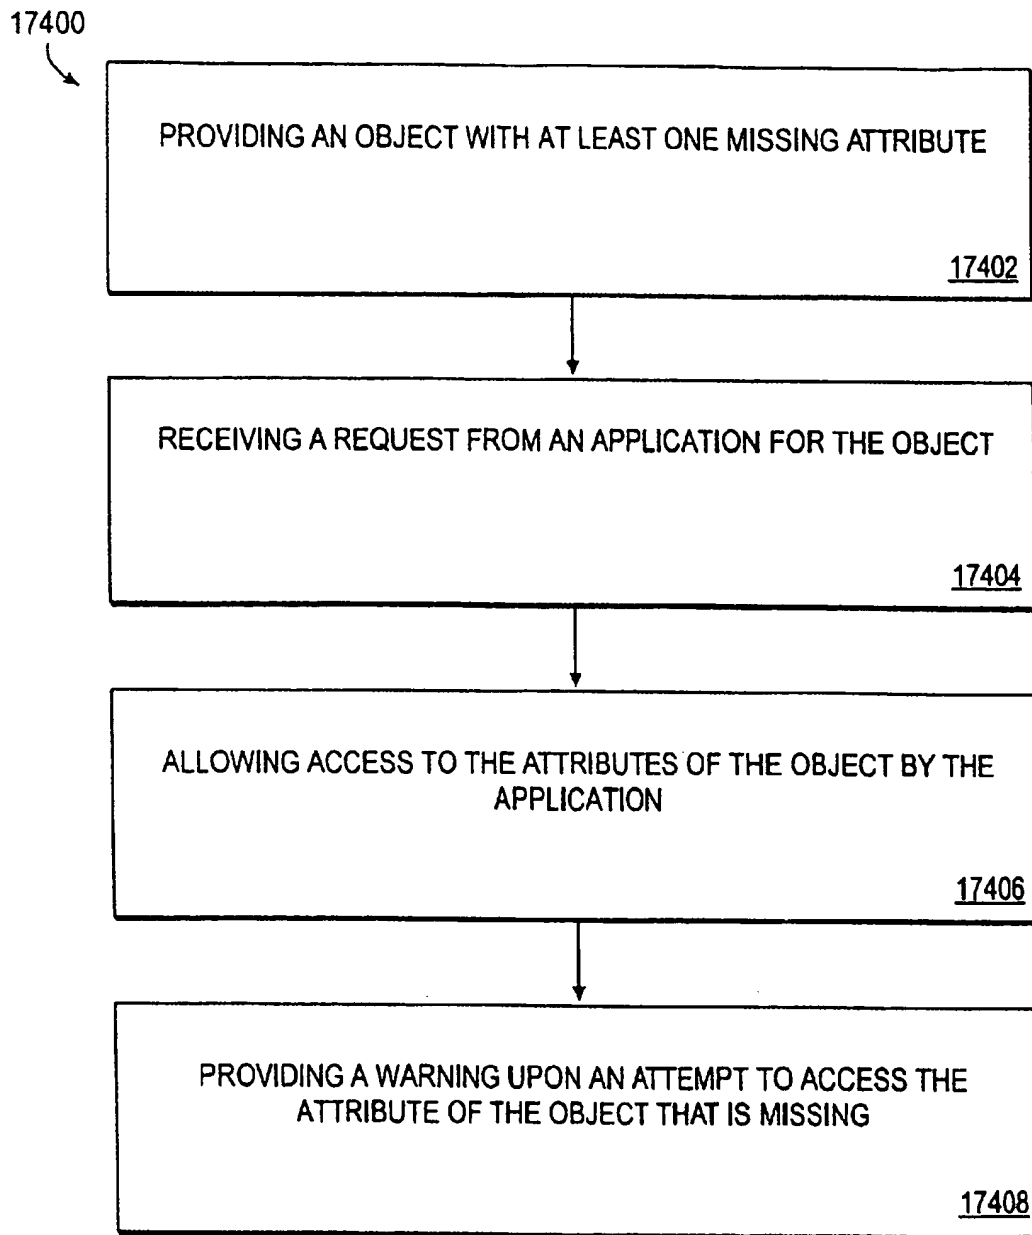 17400
PROVIDING AN OBJECT WITH AT LEAST ONE MISSING ATTRIBUTE
17402
RECEIVING A REQUEST FROM AN APPLICATION FOR THE OBJECT
17404
ALLOWING ACCESS TO THE ATTRIBUTES OF THE OBJECT BY THE
APPLICATION
17406
PROVIDING A WARNING UPON AN ATTEMPT TO ACCESS THE
ATTRIBUTE OF THE OBJECT THAT IS MISSING
17408